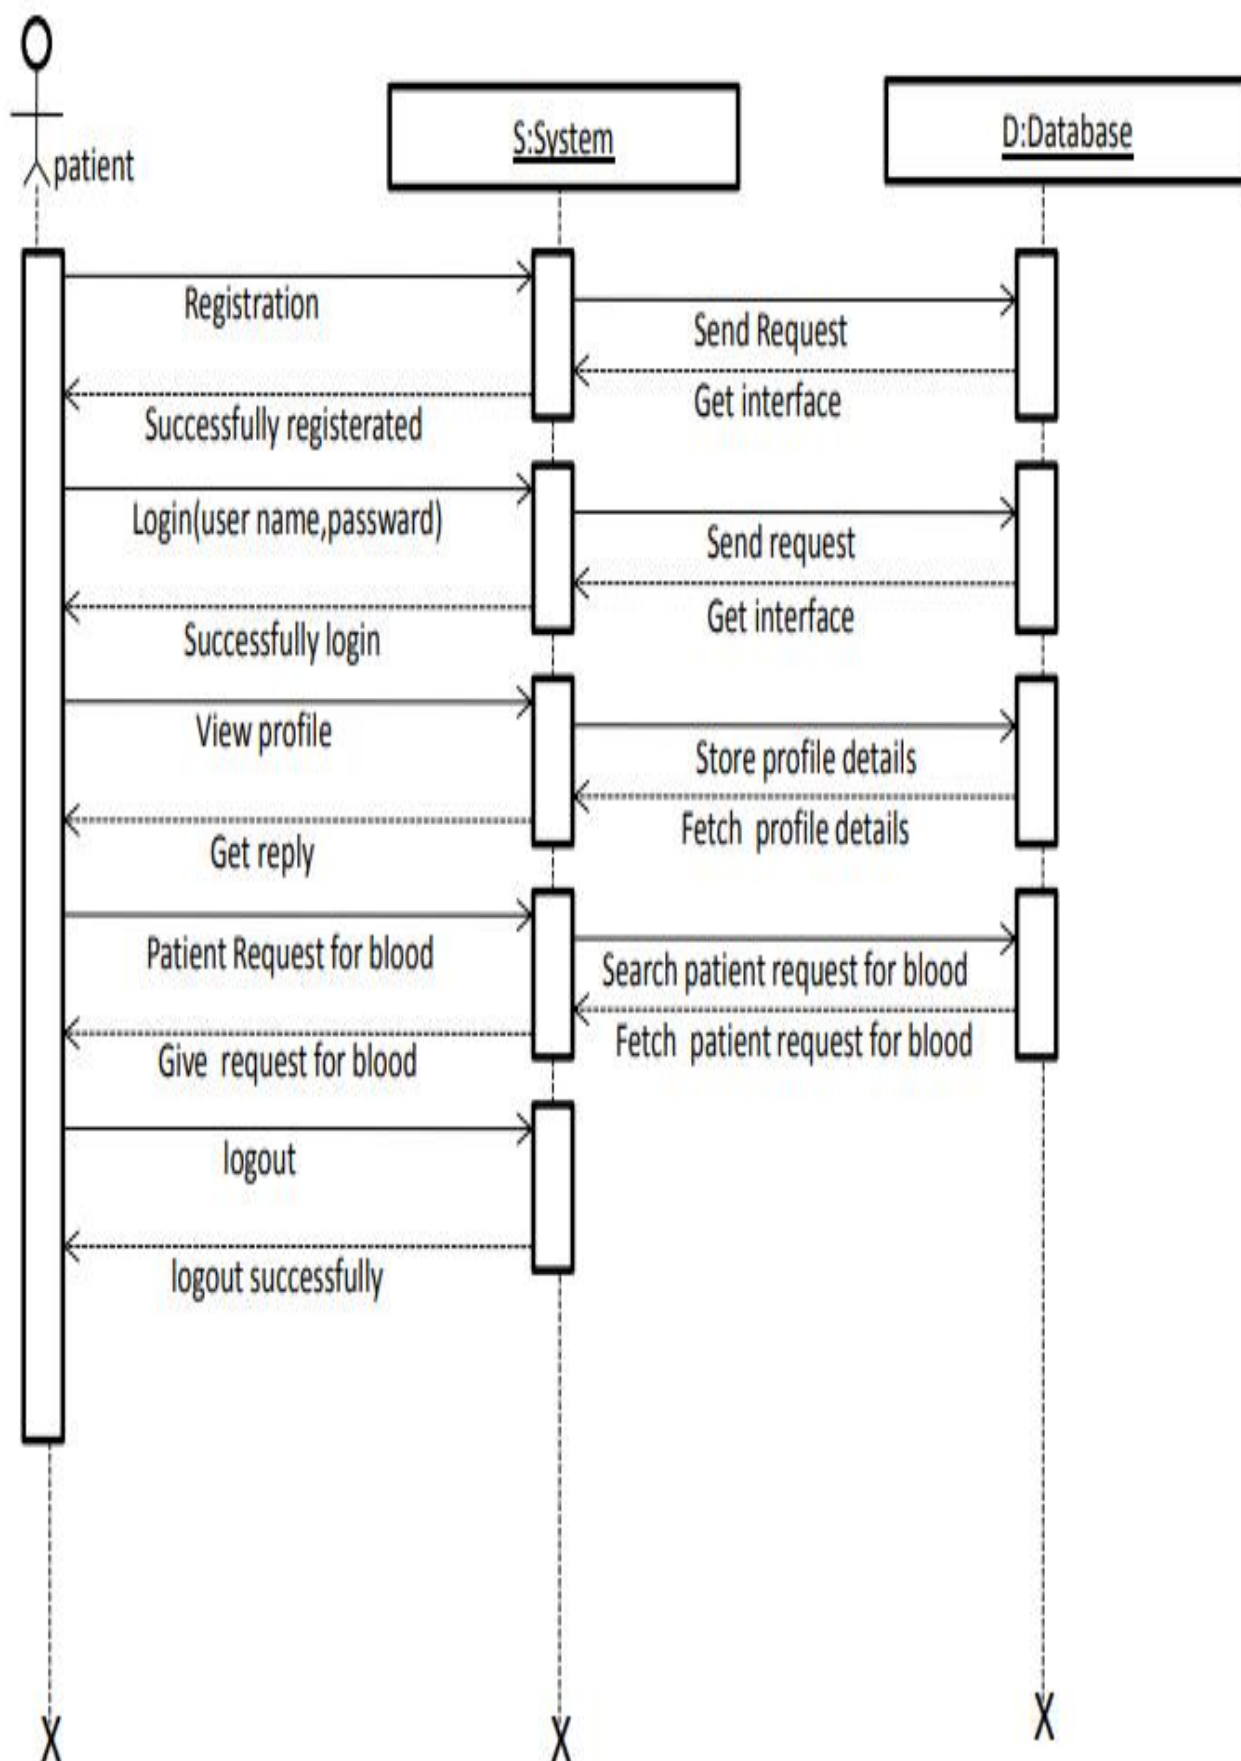 patient
S:System
D:Database
Registration
Send Request
Get interface
Successfully registerated
Login(user name,passward)
Send request
Get interface
Successfully login
View profile
Store profile details
Fetch profile details
Get reply
Patient Request for blood
Search patient request for blood
Fetch patient request for blood
Give request for blood
logout
logout successfully